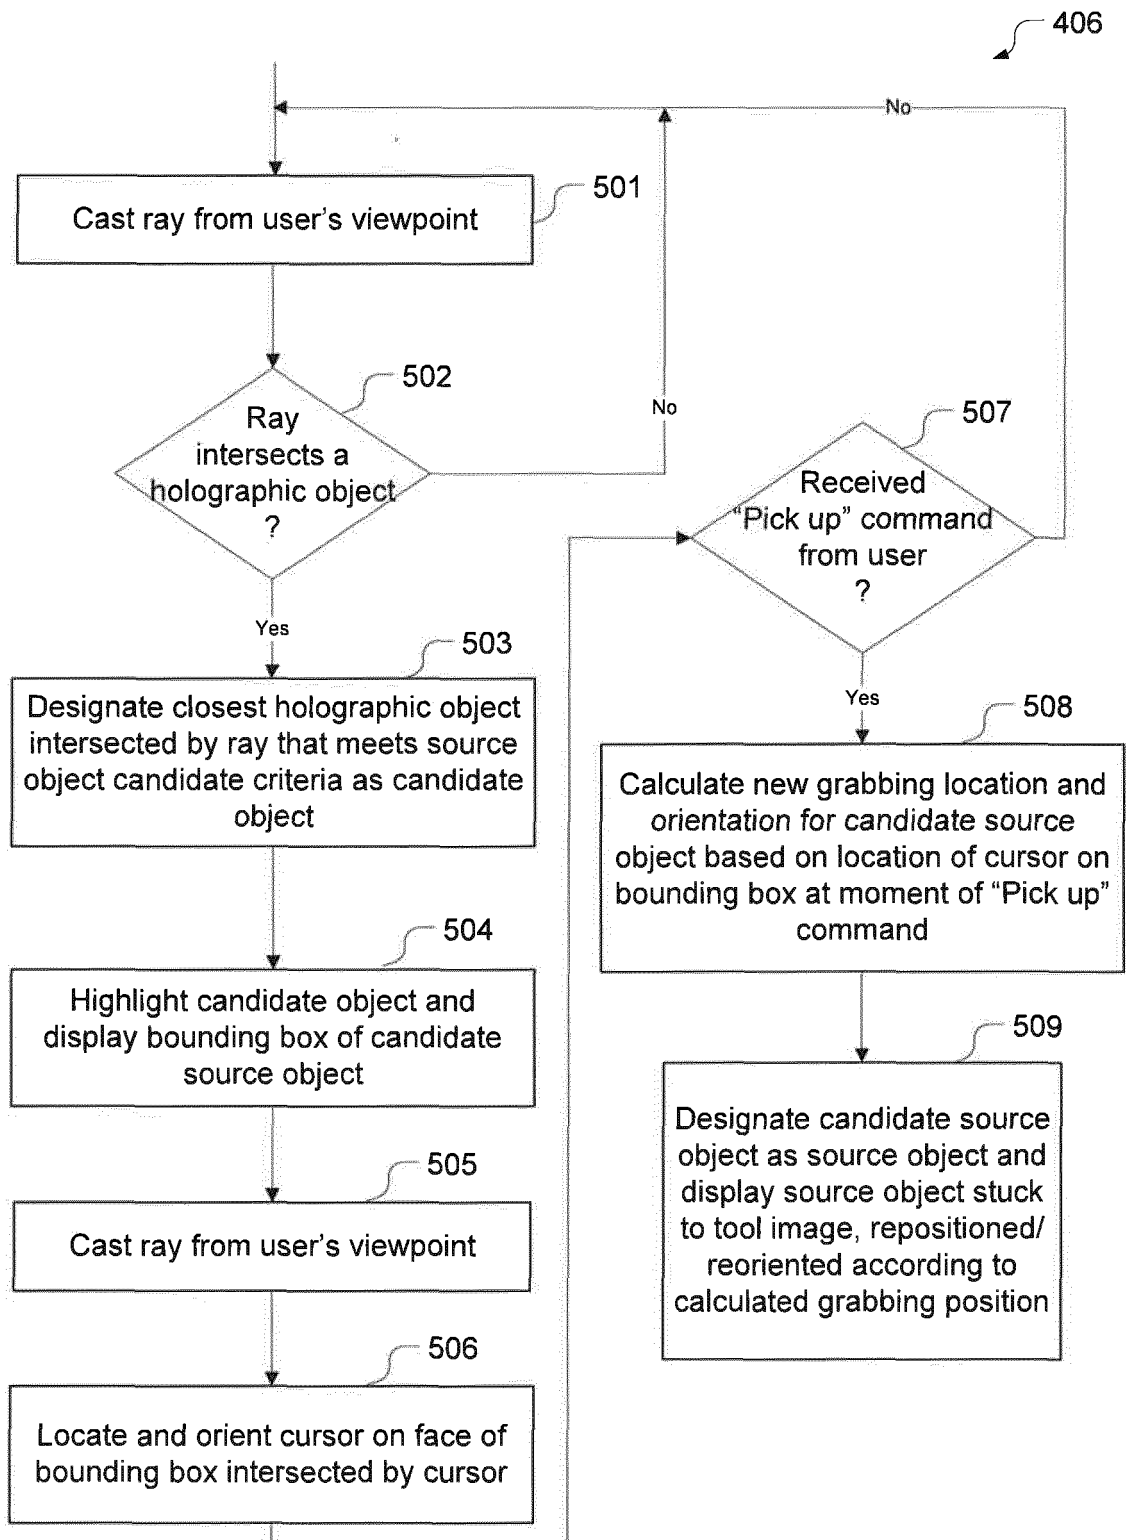 406
No
501
Cast ray from user's viewpoint
502
Ray
intersects a
holographic object
?
No
Yes
503
Designate closest holographic object
intersected by ray that meets source
object candidate criteria as candidate
object
504
Highlight candidate object and
display bounding box of candidate
source object
505
Cast ray from user's viewpoint
506
Locate and orient cursor on face of
bounding box intersected by cursor
507
Received
“Pick up” command
from user
?
Yes
508
Calculate new grabbing location and
orientation for candidate source
object based on location of cursor on
bounding box at moment of “Pick up”
command
509
Designate candidate source
object as source object and
display source object stuck
to tool image, repositioned/
reoriented according to
calculated grabbing position